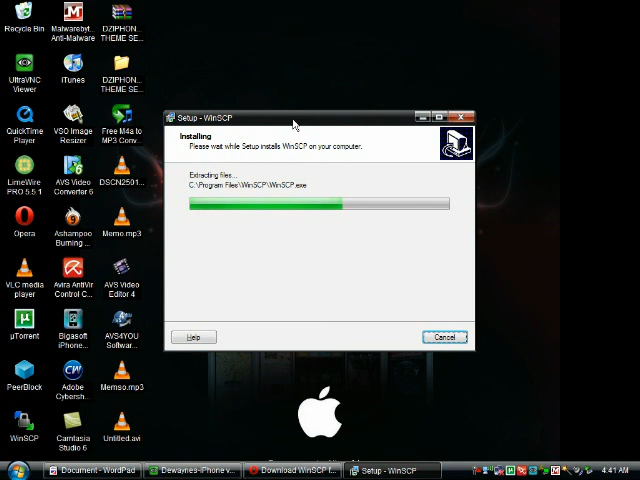 Recycle Bin
Malwarebyt...
Anti-Malware
DZIPHON...
THEME SE...
UltraVNC
Viewer
iTunes
DZIPHON...
THEME SE...
QuickTime
Player
VSO Image
Resizer
Free M4a to
MP3 Conv...
LimeWire
PRO 5.5.1
AVS Video
Converter 6
DSCN2501...
Opera
Ashampoo
Burning ...
Memo.mp3
VLC media
player
Avira AntiVir
Control C...
AVS Video
Editor 4
µTorrent
Bigasoft
iPhone...
AVS4YOU
Softwar...
PeerBlock
Adobe
Cybersh...
Memso.mp3
WinSCP
Camtasia
Studio 6
Untitled.avi
Setup - WinSCP
Installing
Please wait while Setup installs WinSCP on your computer.
Extracting files...
C:\Program Files\WinSCP\WinSCP.exe
Help
Cancel
Document - WordPad
Dewaynes-iPhone v...
Download WinSCP f...
Setup - WinSCP
4:41 AM